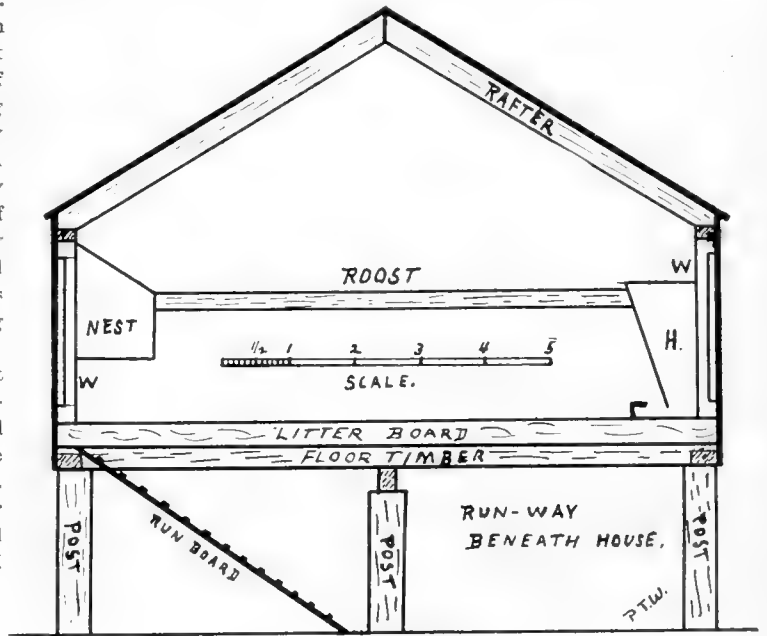 RAFTER
ROOST
W
NEST
H.
½ 1 2 3 4 5
SCALE.
W
LITTER BOARD
FLOOR TIMBER
POST
RUN BOARD
POST
RUN-WAY
BENEATH HOUSE.
POST
P.T.W.